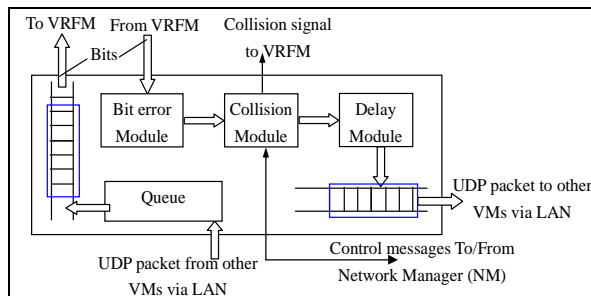 To VRFM
From VRFM
Collision signal
to VRFM
Bits
Bit error
Module
Collision
Module
Delay
Module
Queue
UDP packet to other
VMs via LAN
UDP packet from other
VMs via LAN
Control messages To/From
Network Manager (NM)